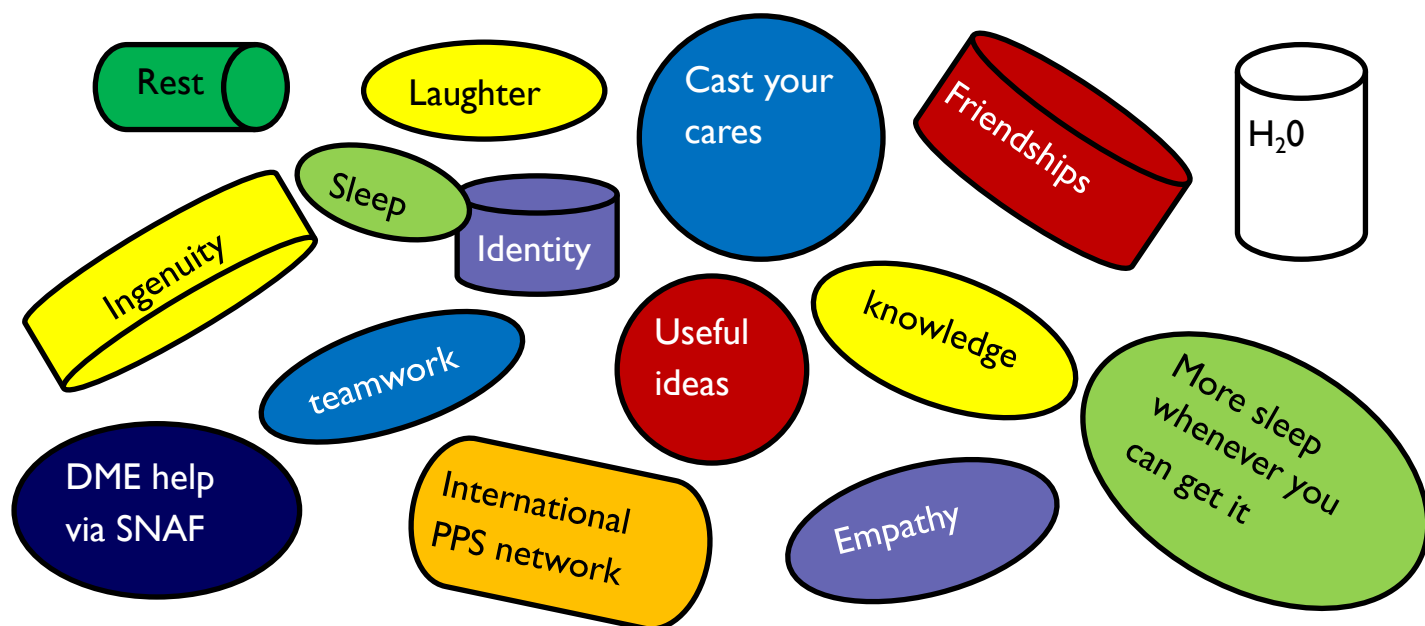 Rest
Laughter
Cast your
cares
Friendships
H₂0
Sleep
Identity
Ingenuity
teamwork
Useful
ideas
knowledge
More sleep
whenever you
can get it
DME help
via SNAF
International
PPS network
Empathy